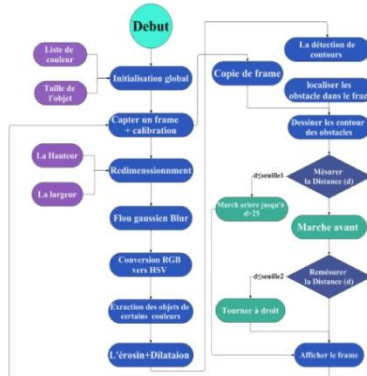 Debut
Liste de
couleur
Taille de
l'objet
Initialisation global
Capter un frame
+ calibration
La Hauteur
La largeur
Redimenssionnment
Flou gaussien Blur
Conversion RGB
vers HSV
Extraction des objets de
certains couleurs
L'érosin+Dilataion
Copie de frame
La détection de
contours
localiser les
obstacle dans le fram
Dessiner les contour
des obstacles
Mésurer
la Distance (d)
d≤seuille1
March ariere jusqu'à
d>25
Marche avant
Remésurer
la Distance (d)
d≤seuille2
Tourner à droit
Afficher le frame